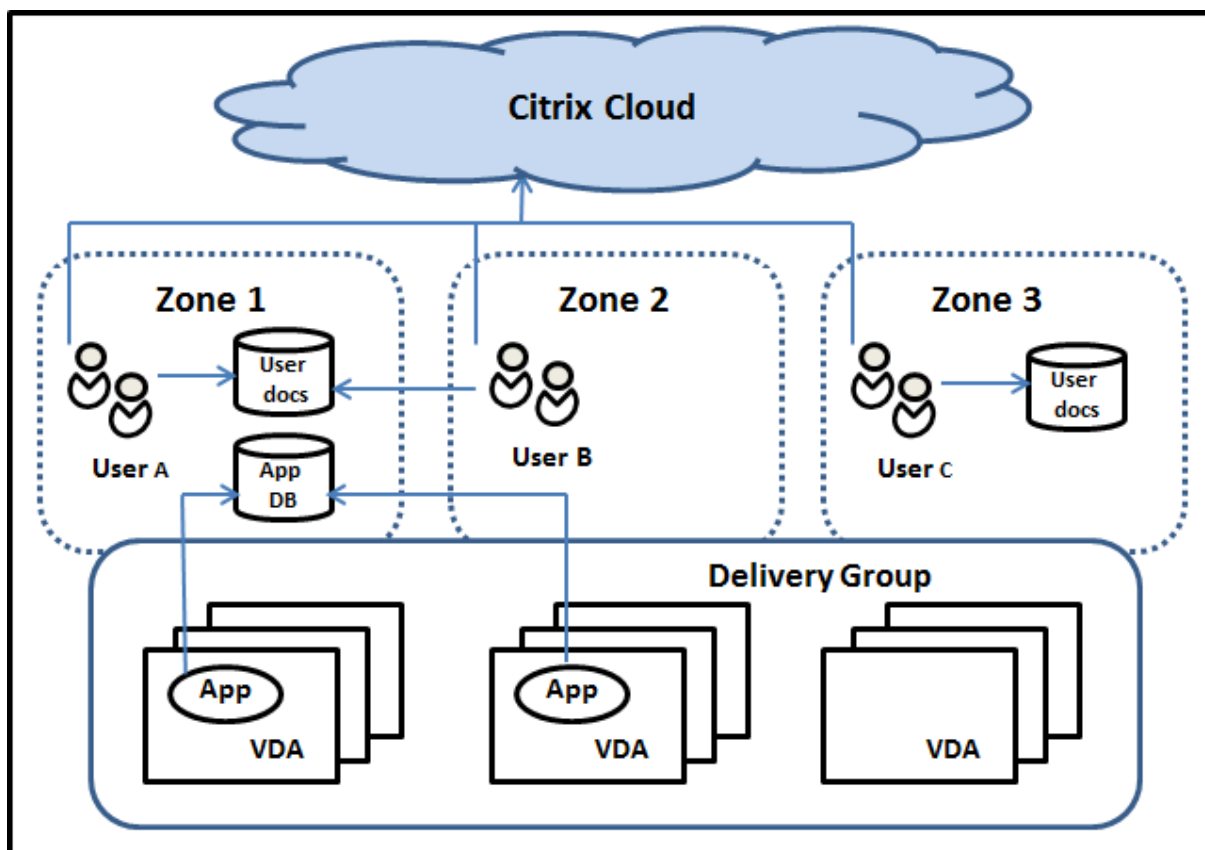 Citrix Cloud
Zone 1
Zone 2
Zone 3
User
docs
User A
App
DB
User B
User
docs
User C
Delivery Group
App
VDA
App
VDA
VDA